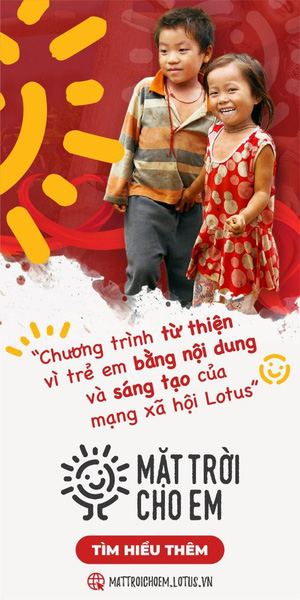 "Chương trình từ thiện
vì trẻ em bằng nội dung
và sáng tạo của
mạng xã hội Lotus"
MẶT TRỜI
CHO EM
TÌM HIỂU THÊM
MATTROICHOEM.LOTUS.VN